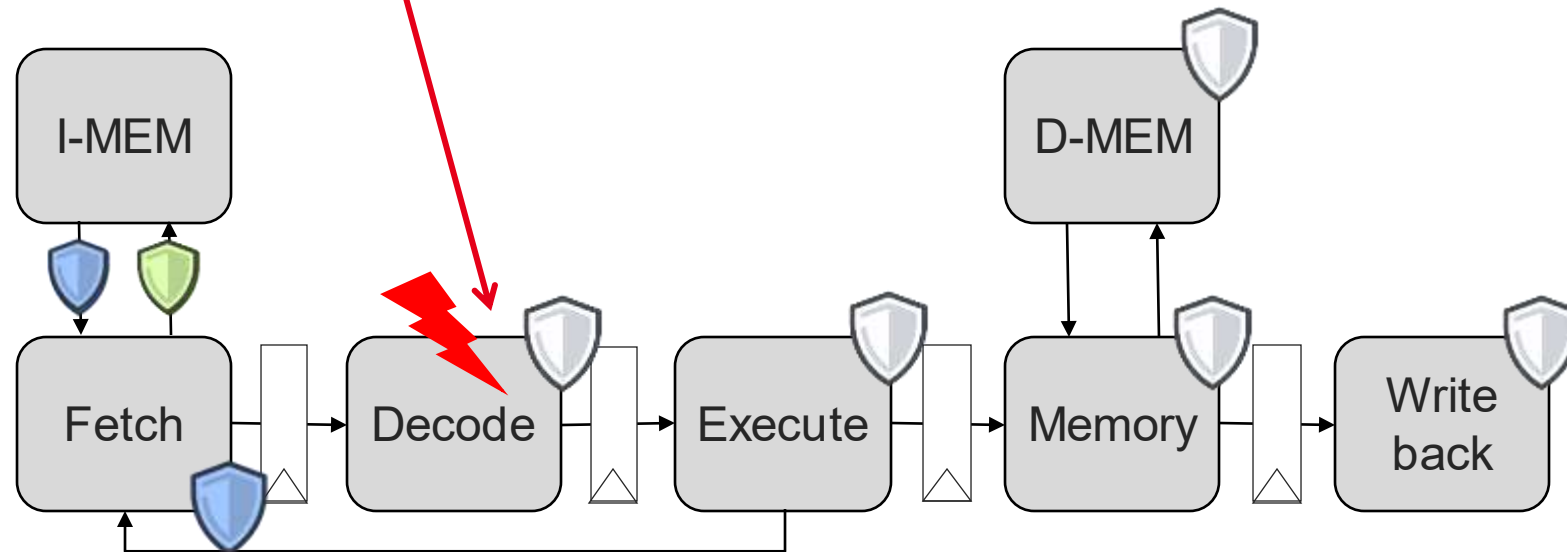 I-MEM
D-MEM
Fetch
Decode
Execute
Memory
Write
back